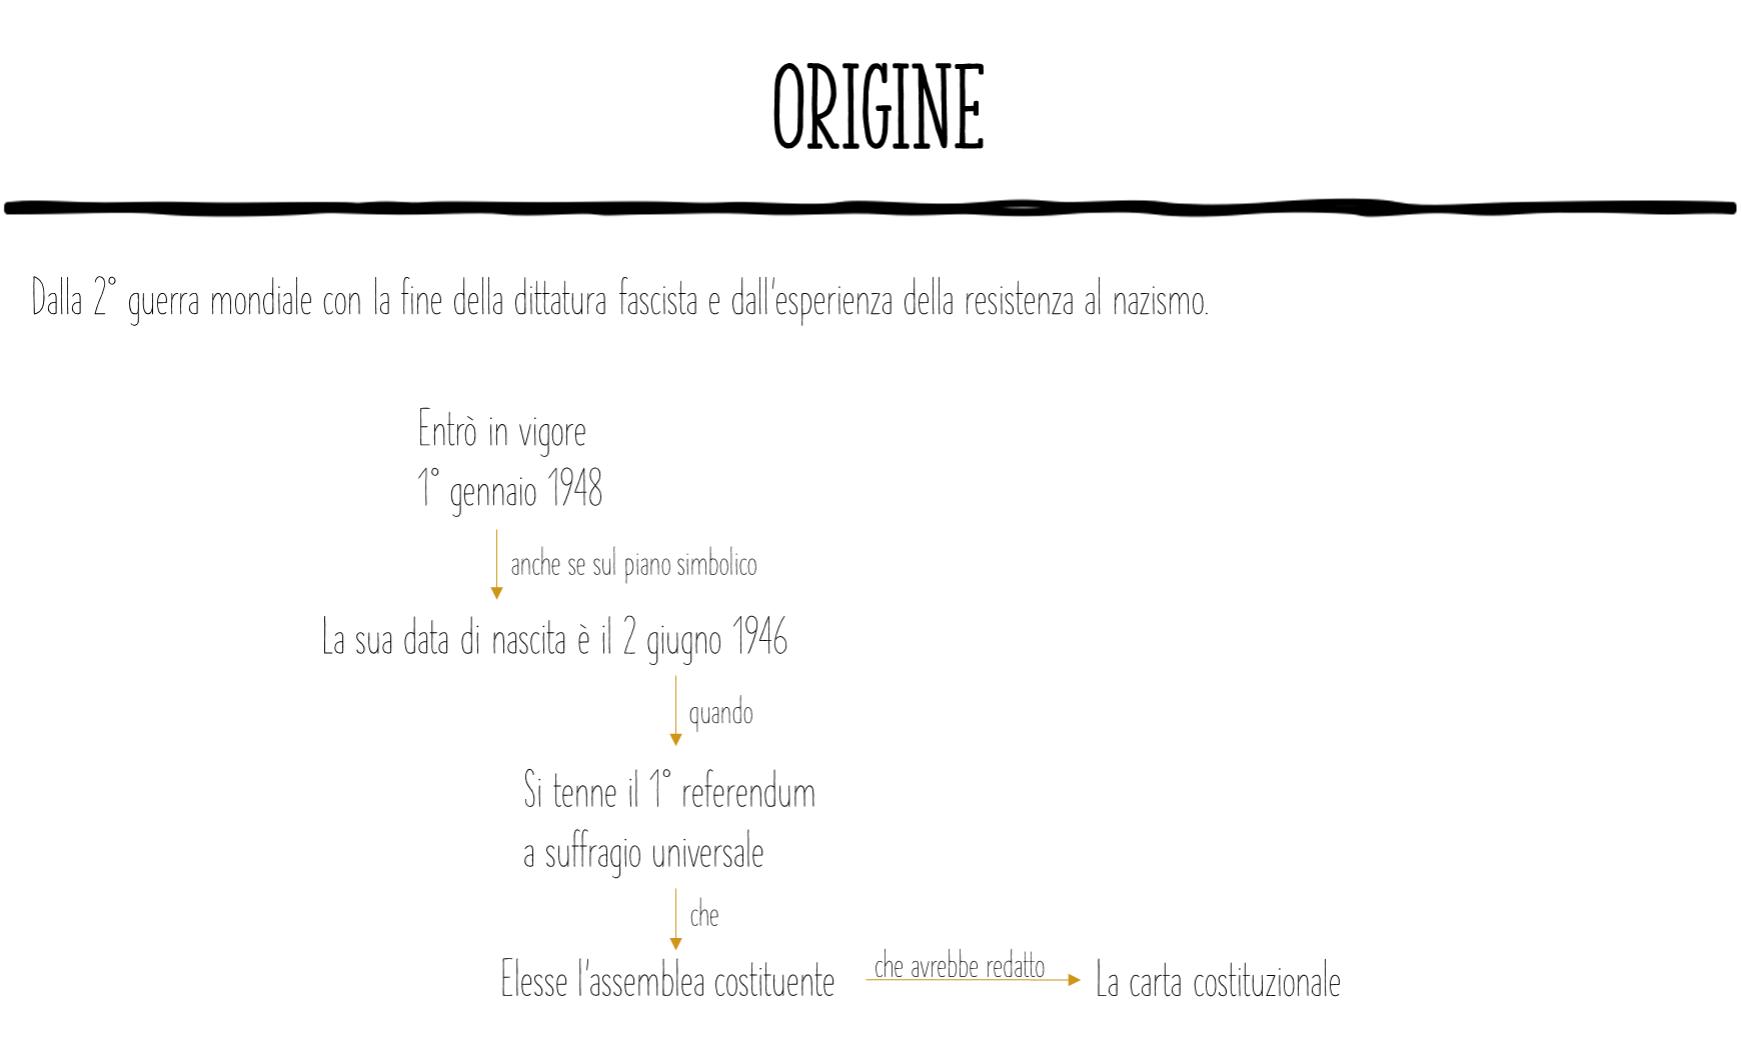 ORIGINE
Dalla 2° guerra mondiale con la fine della dittatura fascista e dall'esperienza della resistenza al nazismo.
Entrò in vigore
1° gennaio 1948
anche se sul piano simbolico
La sua data di nascita è il 2 giugno 1946
quando
Si tenne il 1° referendum
a suffragio universale
che
Elesse l'assemblea costituente
che avrebbe redatto
La carta costituzionale